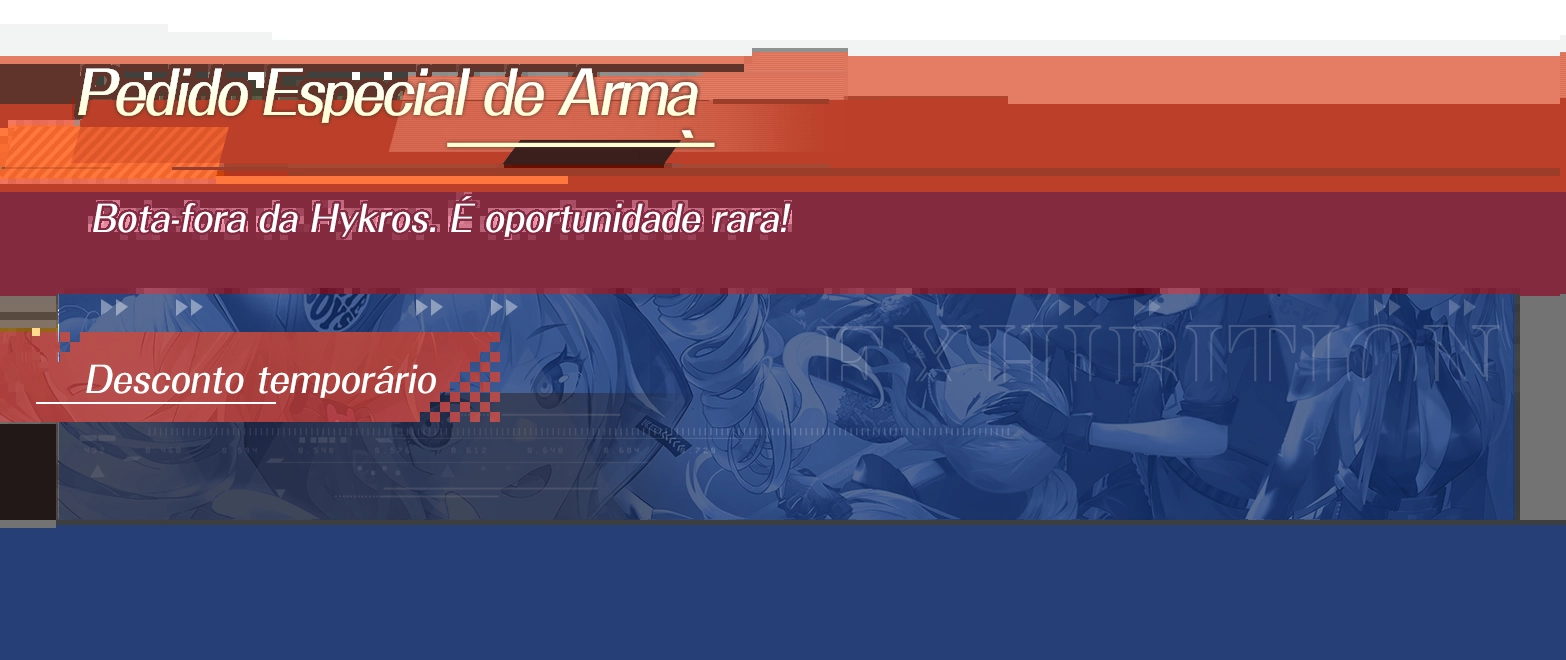 Pedido Especial de Arma
Bota-fora da Hykros. É oportunidade rara!
EXHIBITION
Desconto temporário